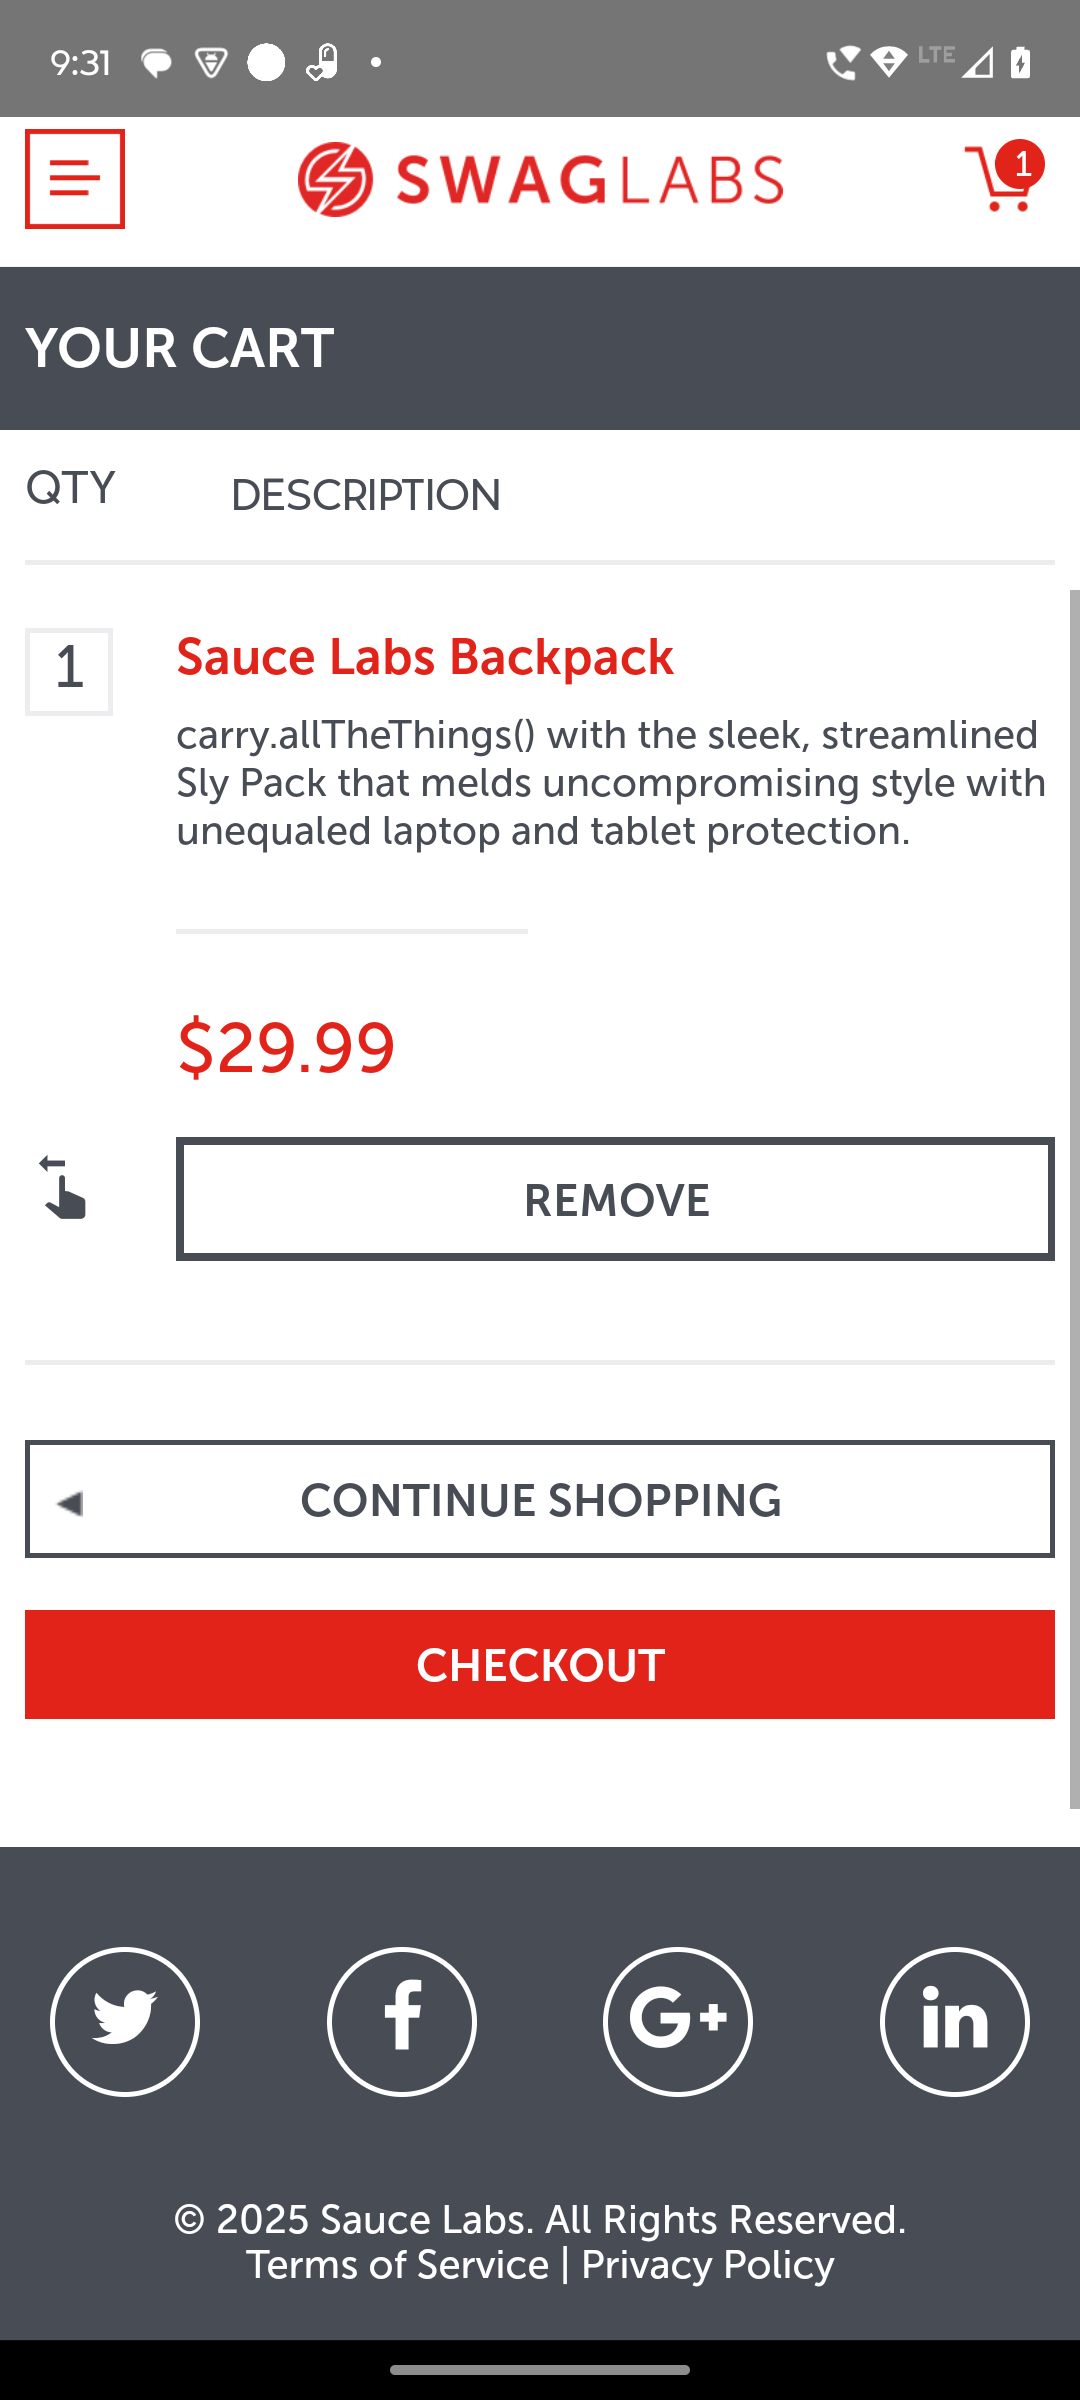 9:31
LTE
SWAGLABS
1
YOUR CART
QTY
DESCRIPTION
1
Sauce Labs Backpack
carry.allTheThings() with the sleek, streamlined
Sly Pack that melds uncompromising style with
unequaled laptop and tablet protection.
$29.99
REMOVE
CONTINUE SHOPPING
CHECKOUT
© 2025 Sauce Labs. All Rights Reserved.
Terms of Service | Privacy Policy